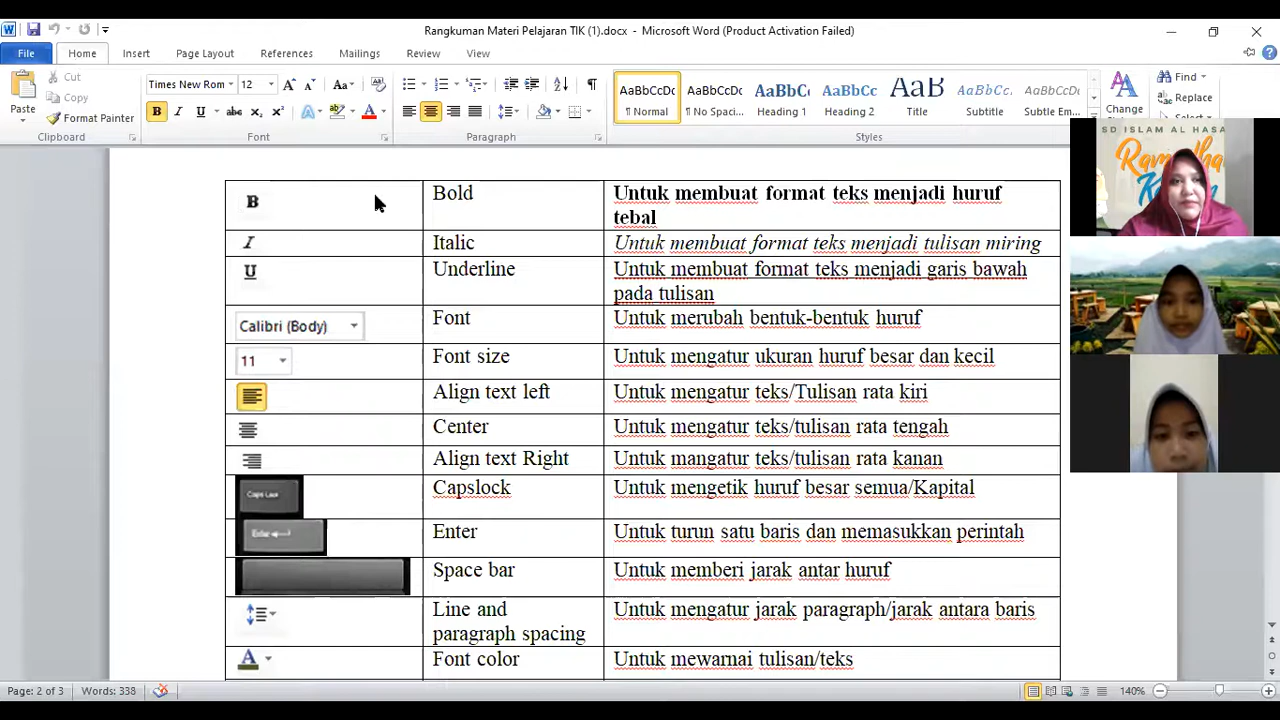 Rangkuman Materi Pelajaran TIK (1).docx - Microsoft Word (Product Activation Failed)
File Home Insert Page Layout References Mailings Review View
Paste
Cut
Copy
Format Painter
Clipboard
Times New Rom 12
Font
Paragraph
AaBbCcDc AaBbCcDc AaBbCc AaBbCc AaB AaBbCc. AaBbCcDc
¶ Normal ¶ No Spaci... Heading 1 Heading 2 Title Subtitle Subtle Em...
Styles
Change
Find
Replace
SD ISLAM AL HASA
B Bold Untuk membuat format teks menjadi huruf
tebal
I Italic Untuk membuat format teks menjadi tulisan miring
U Underline Untuk membuat format teks menjadi garis bawah
pada tulisan
Calibri (Body) Font Untuk merubah bentuk-bentuk huruf
11 Font size Untuk mengatur ukuran huruf besar dan kecil
Align text left Untuk mengatur teks/Tulisan rata kiri
Center Untuk mengatur teks/tulisan rata tengah
Align text Right Untuk mangatur teks/tulisan rata kanan
Caps Lock Capslock Untuk mengetik huruf besar semua/Kapital
Enter Enter Untuk turun satu baris dan memasukkan perintah
Space bar Untuk memberi jarak antar huruf
Line and Untuk mengatur jarak paragraph/jarak antara baris
paragraph spacing
A Font color Untuk mewarnai tulisan/teks
Page: 2 of 3 Words: 338 140%